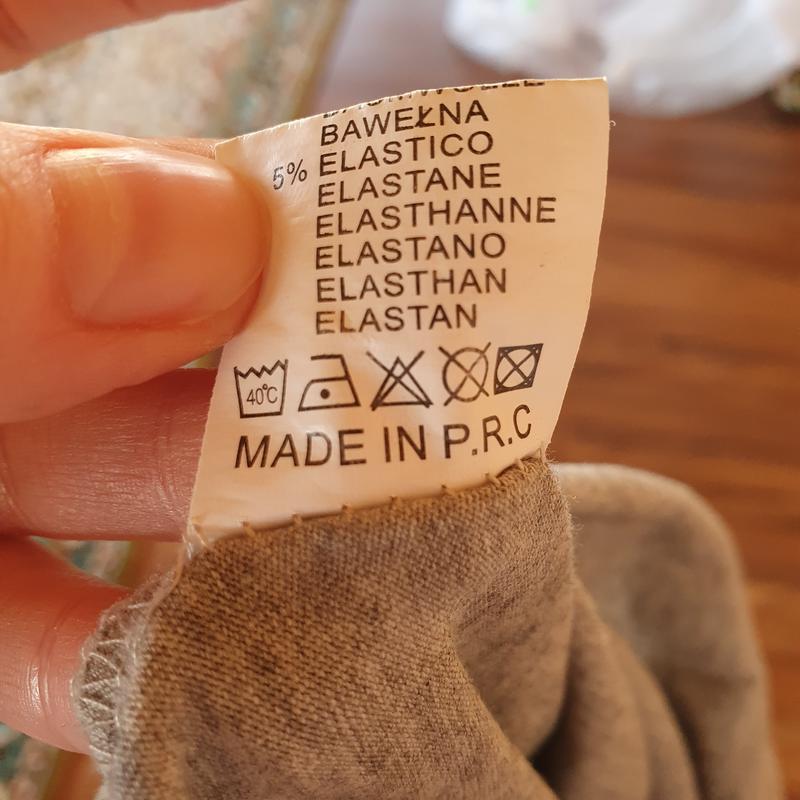 BAWEŁNA
5% ELASTICO
ELASTANE
ELASTHANNE
ELASTANO
ELASTHAN
ELASTAN
40°C
MADE IN P.R.C